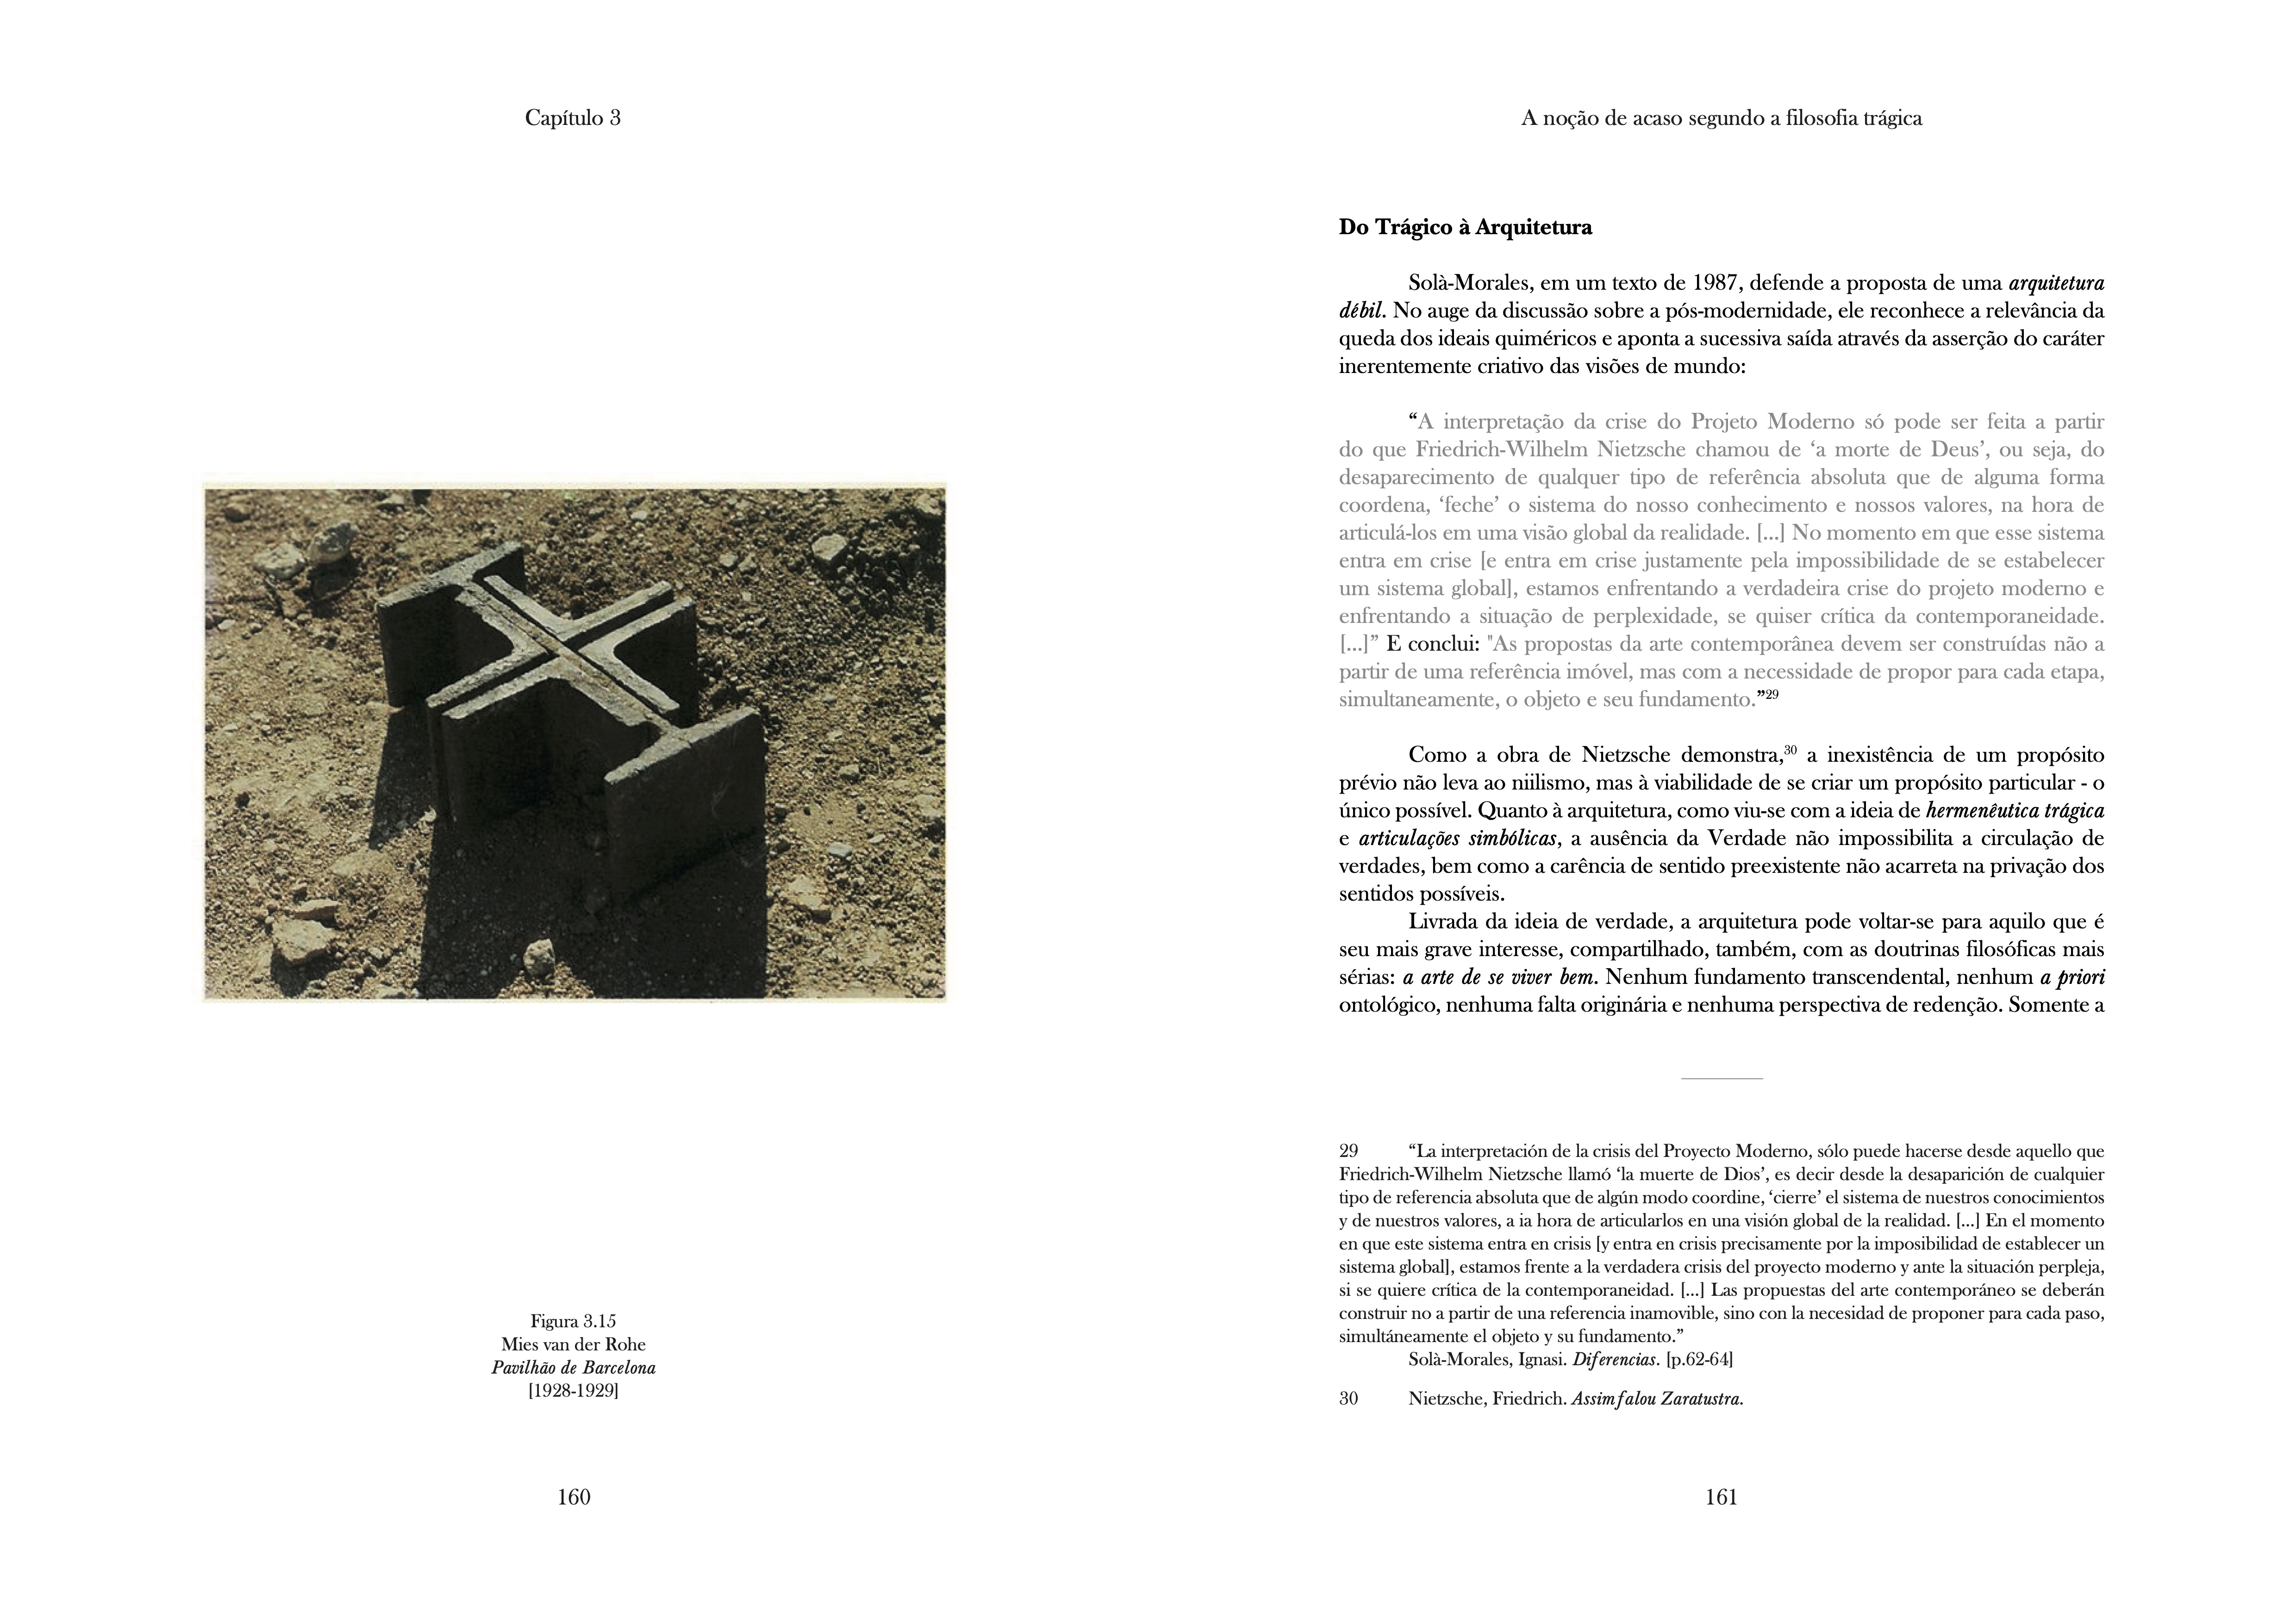 Capítulo 3
Figura 3.15
Mies van der Rohe
Pavilhão de Barcelona
[1928-1929]
160
A noção de acaso segundo a filosofia trágica
Do Trágico à Arquitetura
Solà-Morales, em um texto de 1987, defende a proposta de uma arquitetura
débil. No auge da discussão sobre a pós-modernidade, ele reconhece a relevância da
queda dos ideais quiméricos e aponta a sucessiva saída através da asserção do caráter
inerentemente criativo das visões de mundo:
“A interpretação da crise do Projeto Moderno só pode ser feita a partir
do que Friedrich-Wilhelm Nietzsche chamou de ‘a morte de Deus’, ou seja, do
desaparecimento de qualquer tipo de referência absoluta que de alguma forma
coordena, ‘feche’ o sistema do nosso conhecimento e nossos valores, na hora de
articulá-los em uma visão global da realidade. [...] No momento em que esse sistema
entra em crise [e entra em crise justamente pela impossibilidade de se estabelecer
um sistema global], estamos enfrentando a verdadeira crise do projeto moderno e
enfrentando a situação de perplexidade, se quiser crítica da contemporaneidade.
[...]” E conclui: "As propostas da arte contemporânea devem ser construídas não a
partir de uma referência imóvel, mas com a necessidade de propor para cada etapa,
simultaneamente, o objeto e seu fundamento.”29
Como a obra de Nietzsche demonstra,30 a inexistência de um propósito
prévio não leva ao niilismo, mas à viabilidade de se criar um propósito particular - o
único possível. Quanto à arquitetura, como viu-se com a ideia de hermenêutica trágica
e articulações simbólicas, a ausência da Verdade não impossibilita a circulação de
verdades, bem como a carência de sentido preexistente não acarreta na privação dos
sentidos possíveis.
Livrada da ideia de verdade, a arquitetura pode voltar-se para aquilo que é
seu mais grave interesse, compartilhado, também, com as doutrinas filosóficas mais
sérias: a arte de se viver bem. Nenhum fundamento transcendental, nenhum a priori
ontológico, nenhuma falta originária e nenhuma perspectiva de redenção. Somente a
29 “La interpretación de la crisis del Proyecto Moderno, sólo puede hacerse desde aquello que
Friedrich-Wilhelm Nietzsche llamó ‘la muerte de Dios’, es decir desde la desaparición de cualquier
tipo de referencia absoluta que de algún modo coordine, ‘cierre’ el sistema de nuestros conocimientos
y de nuestros valores, a ia hora de articularlos en una visión global de la realidad. [...] En el momento
en que este sistema entra en crisis [y entra en crisis precisamente por la imposibilidad de establecer un
sistema global], estamos frente a la verdadera crisis del proyecto moderno y ante la situación perpleja,
si se quiere crítica de la contemporaneidad. [...] Las propuestas del arte contemporáneo se deberán
construir no a partir de una referencia inamovible, sino con la necesidad de proponer para cada paso,
simultáneamente el objeto y su fundamento.”
Solà-Morales, Ignasi. Diferencias. [p.62-64]
30 Nietzsche, Friedrich. Assim falou Zaratustra.
161